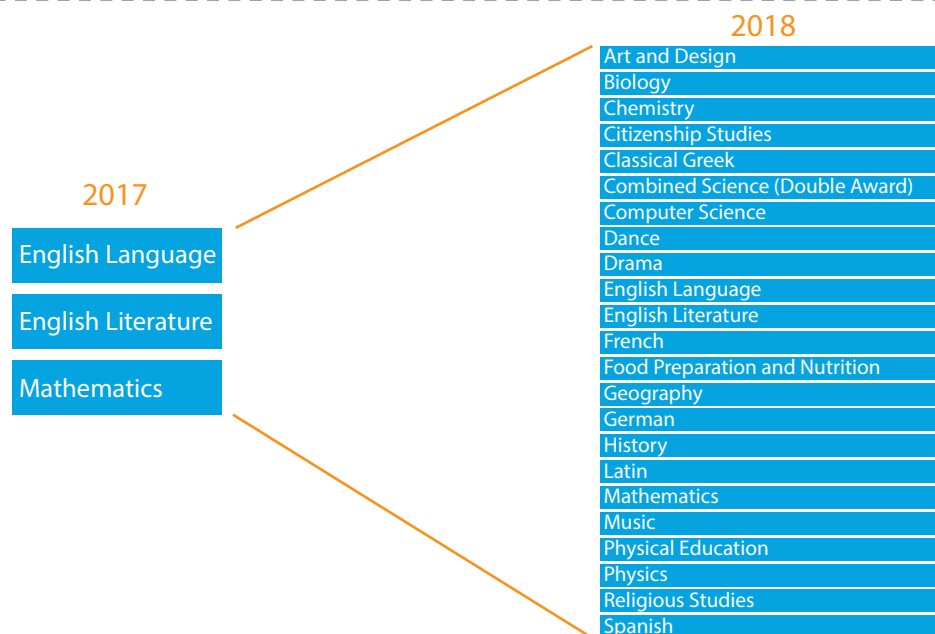 2017
English Language
English Literature
Mathematics
2018
Art and Design
Biology
Chemistry
Citizenship Studies
Classical Greek
Combined Science (Double Award)
Computer Science
Dance
Drama
English Language
English Literature
French
Food Preparation and Nutrition
Geography
German
History
Latin
Mathematics
Music
Physical Education
Physics
Religious Studies
Spanish